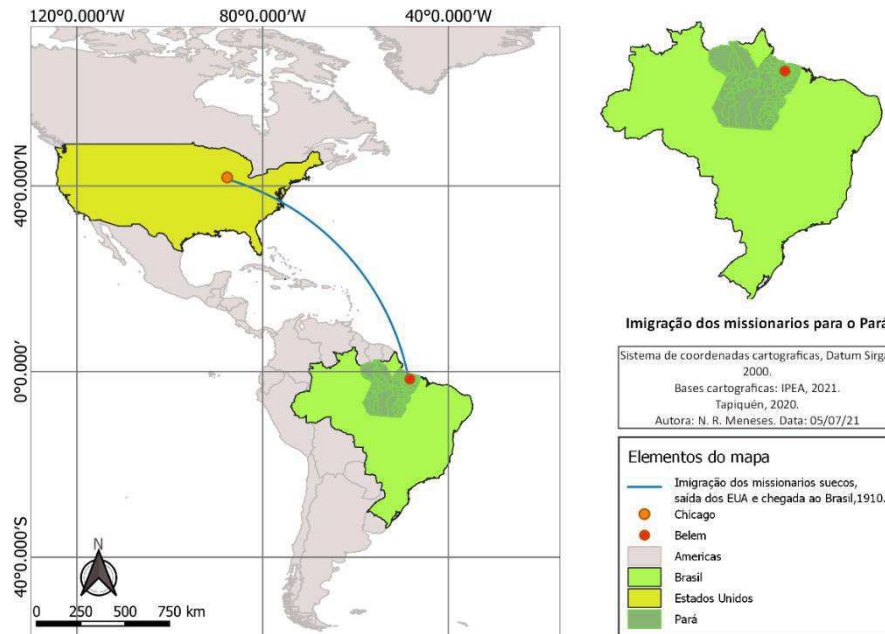 120°0.000'W
80°0.000'W
40°0.000'W
40°0.000'N
0°0.000'
40°0.000'S
N
0 250 500 750 km
Imigração dos missionarios para o Pará
Sistema de coordenadas cartograficas, Datum Sirga
2000.
Bases cartograficas: IPEA, 2021.
Tapiquén, 2020.
Autora: N. R. Meneses. Data: 05/07/21
Elementos do mapa
Imigração dos missionarios suecos,
saída dos EUA e chegada ao Brasil,1910.
Chicago
Belem
Americas
Brasil
Estados Unidos
Pará